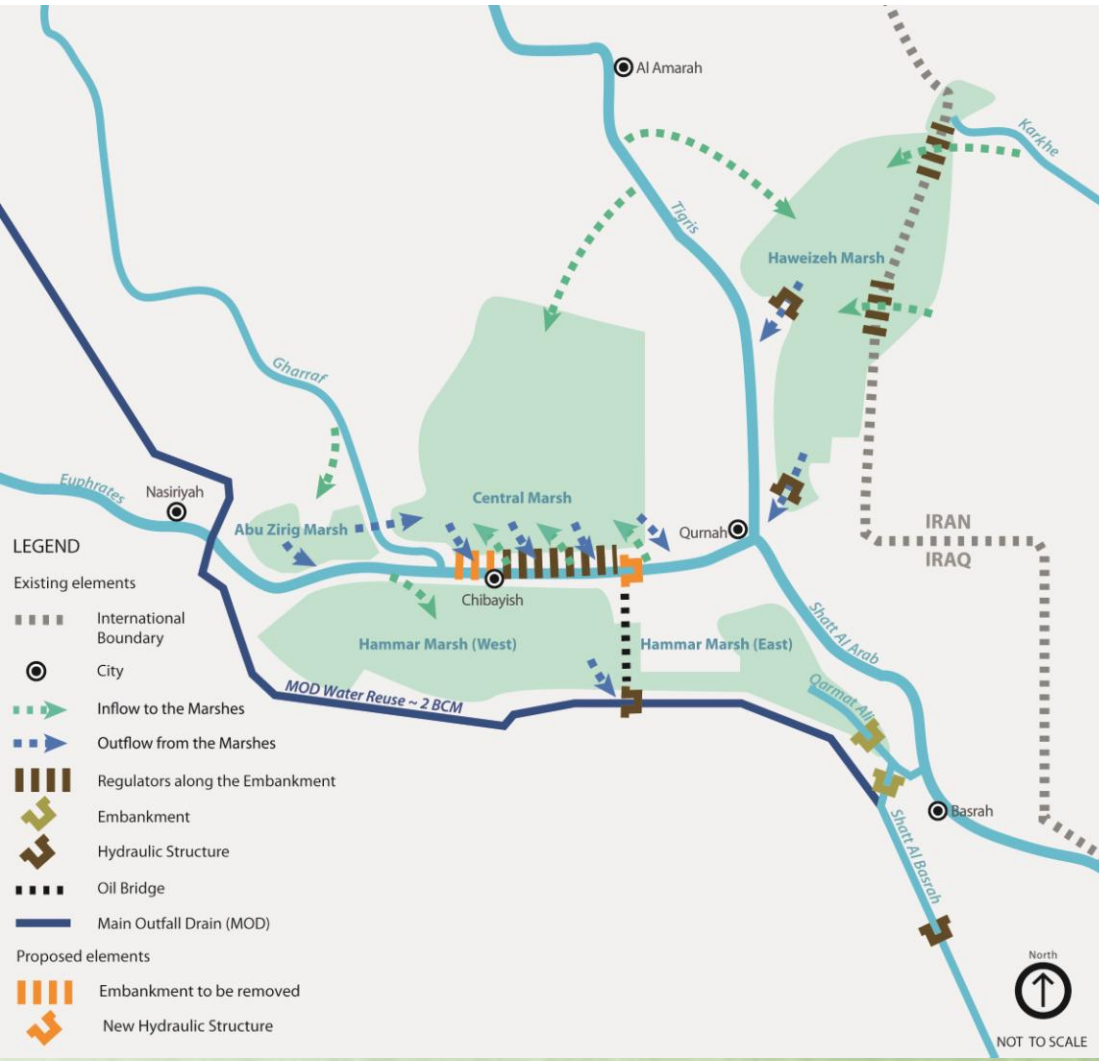 Al Amarah
Karkhe
Tigris
Haweizeh Marsh
Gharraf
Euphrates
Nasiriyah
Abu Zirig Marsh
Central Marsh
Qurnah
IRAN
IRAQ
Chibayish
Hammar Marsh (West)
Hammar Marsh (East)
Shatt Al Arab
Qarmat Ali
MOD Water Reuse ~ 2 BCM
Basrah
Shatt Al Basrah
LEGEND
Existing elements
International
Boundary
City
Inflow to the Marshes
Outflow from the Marshes
Regulators along the Embankment
Embankment
Hydraulic Structure
Oil Bridge
Main Outfall Drain (MOD)
Proposed elements
Embankment to be removed
New Hydraulic Structure
North
NOT TO SCALE